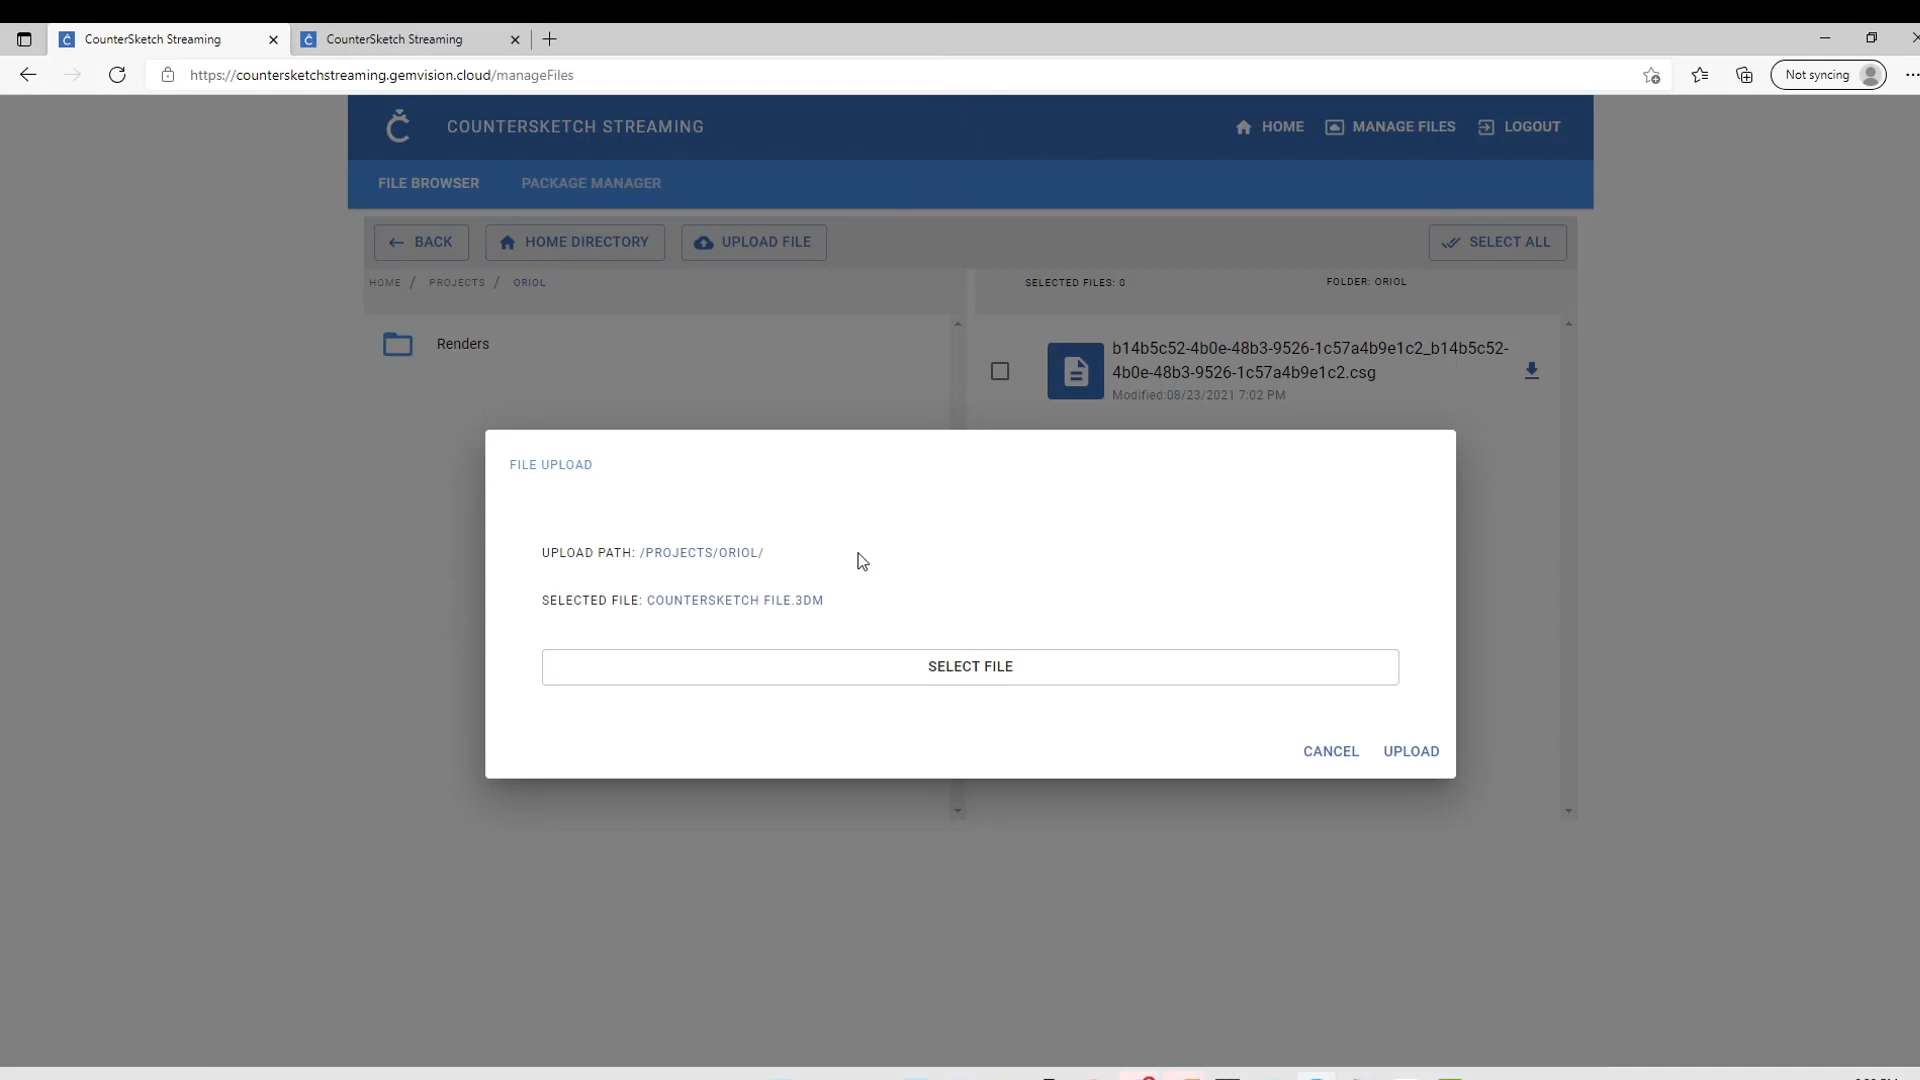 CounterSketch Streaming
CounterSketch Streaming
https://countersketchstreaming.gemvision.cloud/manageFiles
Not syncing
COUNTERSKETCH STREAMING
HOME
MANAGE FILES
LOGOUT
FILE BROWSER
PACKAGE MANAGER
BACK
HOME DIRECTORY
UPLOAD FILE
SELECT ALL
HOME / PROJECTS / ORIOL
SELECTED FILES: 0
FOLDER: ORIOL
Renders
b14b5c52-4b0e-48b3-9526-1c57a4b9e1c2_b14b5c52-
4b0e-48b3-9526-1c57a4b9e1c2.csg
Modified:08/23/2021 7:02 PM
FILE UPLOAD
UPLOAD PATH: /PROJECTS/ORIOL/
SELECTED FILE: COUNTERSKETCH FILE.3DM
SELECT FILE
CANCEL
UPLOAD